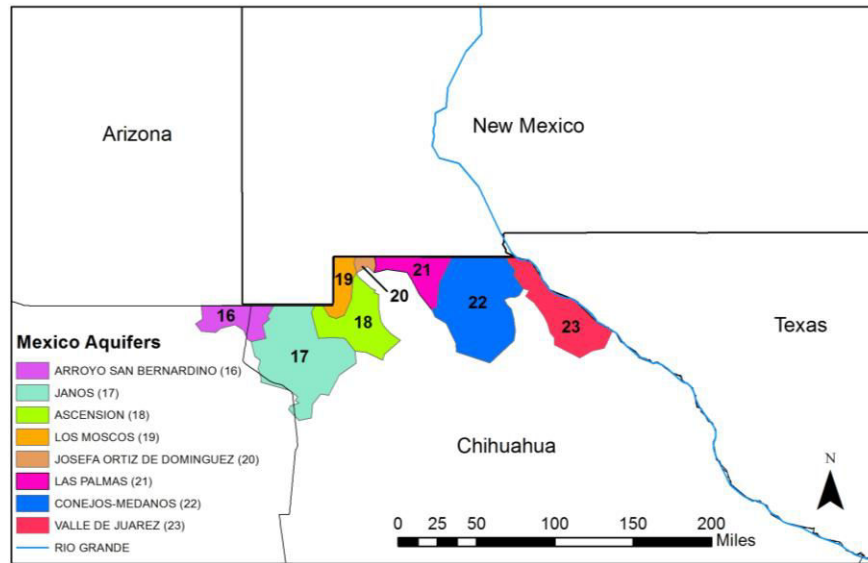 Arizona
New Mexico
Texas
Chihuahua
16
17
18
19
20
21
22
23
Mexico Aquifers
ARROYO SAN BERNARDINO (16)
JANOS (17)
ASCENSION (18)
LOS MOSCOS (19)
JOSEFA ORTIZ DE DOMINGUEZ (20)
LAS PALMAS (21)
CONEJOS-MEDANOS (22)
VALLE DE JUAREZ (23)
RIO GRANDE
N
0 25 50 100 150 200
Miles